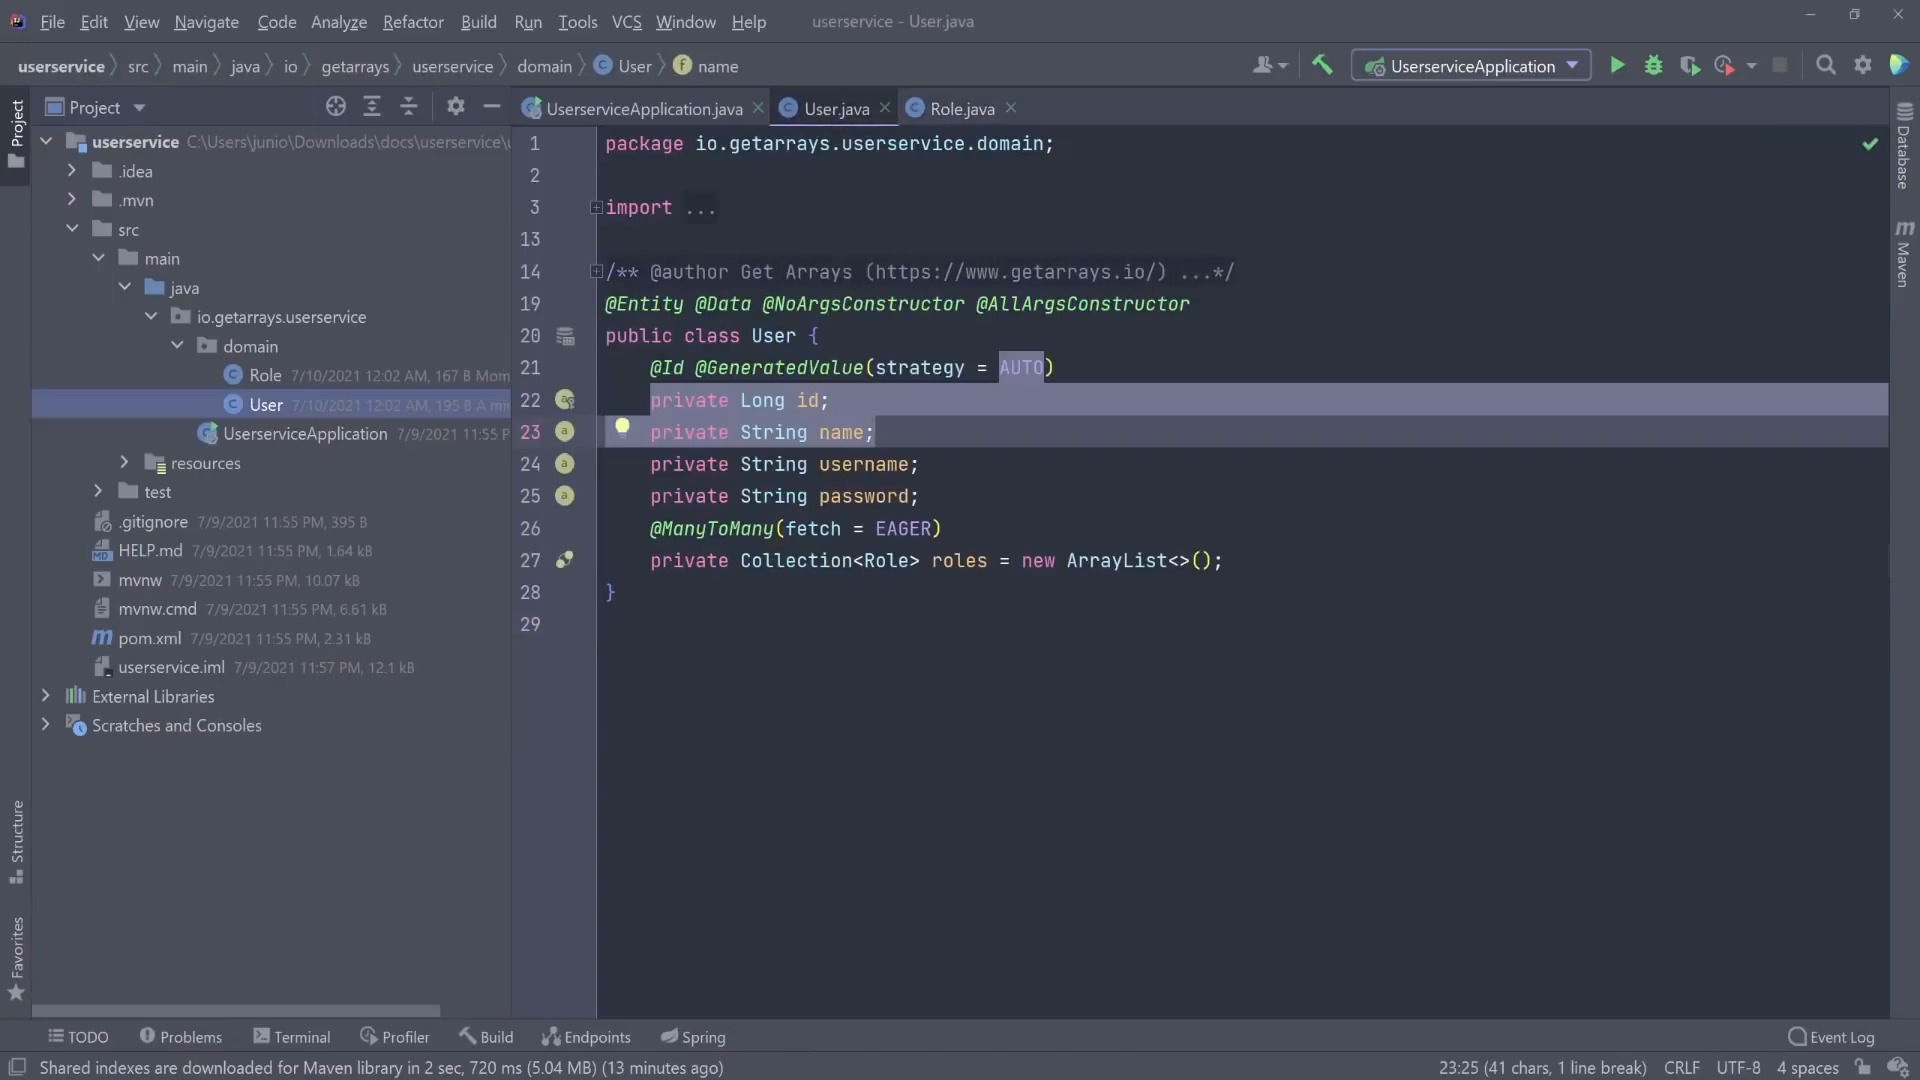 File Edit View Navigate Code Analyze Refactor Build Run Tools VCS Window Help userservice - User.java
userservice src main java io getarrays userservice domain User name UserserviceApplication
Project
Project
UserserviceApplication.java User.java Role.java
Database
Maven
userservice C:\Users\junio\Downloads\docs\userservice\
.idea
.mvn
src
main
java
io.getarrays.userservice
domain
Role 7/10/2021 12:02 AM, 167 B Mom
User 7/10/2021 12:02 AM, 195 B A
UserserviceApplication 7/9/2021 11:55 P
resources
test
.gitignore 7/9/2021 11:55 PM, 395 B
HELP.md 7/9/2021 11:55 PM, 1.64 kB
mvnw 7/9/2021 11:55 PM, 10.07 kB
mvnw.cmd 7/9/2021 11:55 PM, 6.61 kB
pom.xml 7/9/2021 11:55 PM, 2.31 kB
userservice.iml 7/9/2021 11:57 PM, 12.1 kB
External Libraries
Scratches and Consoles
1 package io.getarrays.userservice.domain;
2
3 import ...
13
14 /** @author Get Arrays (https://www.getarrays.io/) ...*/
19 @Entity @Data @NoArgsConstructor @AllArgsConstructor
20 public class User {
21 @Id @GeneratedValue(strategy = AUTO)
22 private Long id;
23 private String name;
24 private String username;
25 private String password;
26 @ManyToMany(fetch = EAGER)
27 private Collection<Role> roles = new ArrayList<>();
28 }
29
Structure
Favorites
TODO Problems Terminal Profiler Build Endpoints Spring Event Log
Shared indexes are downloaded for Maven library in 2 sec, 720 ms (5.04 MB) (13 minutes ago) 23:25 (41 chars, 1 line break) CRLF UTF-8 4 spaces